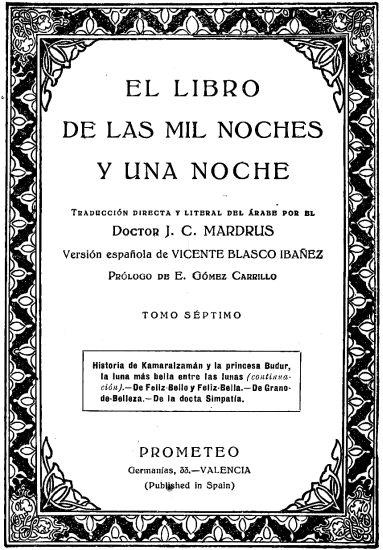 EL LIBRO
DE LAS MIL NOCHES
Y UNA NOCHE
TRADUCCIÓN DIRECTA Y LITERAL DEL ÁRABE POR EL
DOCTOR J. C. MARDRUS
Versión española de VICENTE BLASCO IBAÑEZ
PRÓLOGO DE E. GÓMEZ CARRILLO
TOMO SÉPTIMO
Historia de Kamaralzamán y la princesa Budur,
la luna más bella entre las lunas (continua-
ción).—De Feliz-Bello y Feliz-Bella.—De Grano-
de-Belleza.—De la docta Simpatía.
PROMETEO
Germanías, 33.—VALENCIA
(Published in Spain)